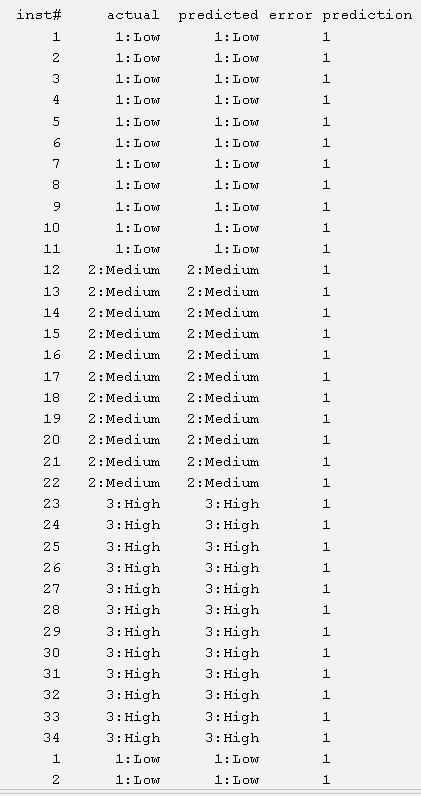 inst# actual predicted error prediction
1 1:Low 1:Low 1
2 1:Low 1:Low 1
3 1:Low 1:Low 1
4 1:Low 1:Low 1
5 1:Low 1:Low 1
6 1:Low 1:Low 1
7 1:Low 1:Low 1
8 1:Low 1:Low 1
9 1:Low 1:Low 1
10 1:Low 1:Low 1
11 1:Low 1:Low 1
12 2:Medium 2:Medium 1
13 2:Medium 2:Medium 1
14 2:Medium 2:Medium 1
15 2:Medium 2:Medium 1
16 2:Medium 2:Medium 1
17 2:Medium 2:Medium 1
18 2:Medium 2:Medium 1
19 2:Medium 2:Medium 1
20 2:Medium 2:Medium 1
21 2:Medium 2:Medium 1
22 2:Medium 2:Medium 1
23 3:High 3:High 1
24 3:High 3:High 1
25 3:High 3:High 1
26 3:High 3:High 1
27 3:High 3:High 1
28 3:High 3:High 1
29 3:High 3:High 1
30 3:High 3:High 1
31 3:High 3:High 1
32 3:High 3:High 1
33 3:High 3:High 1
34 3:High 3:High 1
1 1:Low 1:Low 1
2 1:Low 1:Low 1